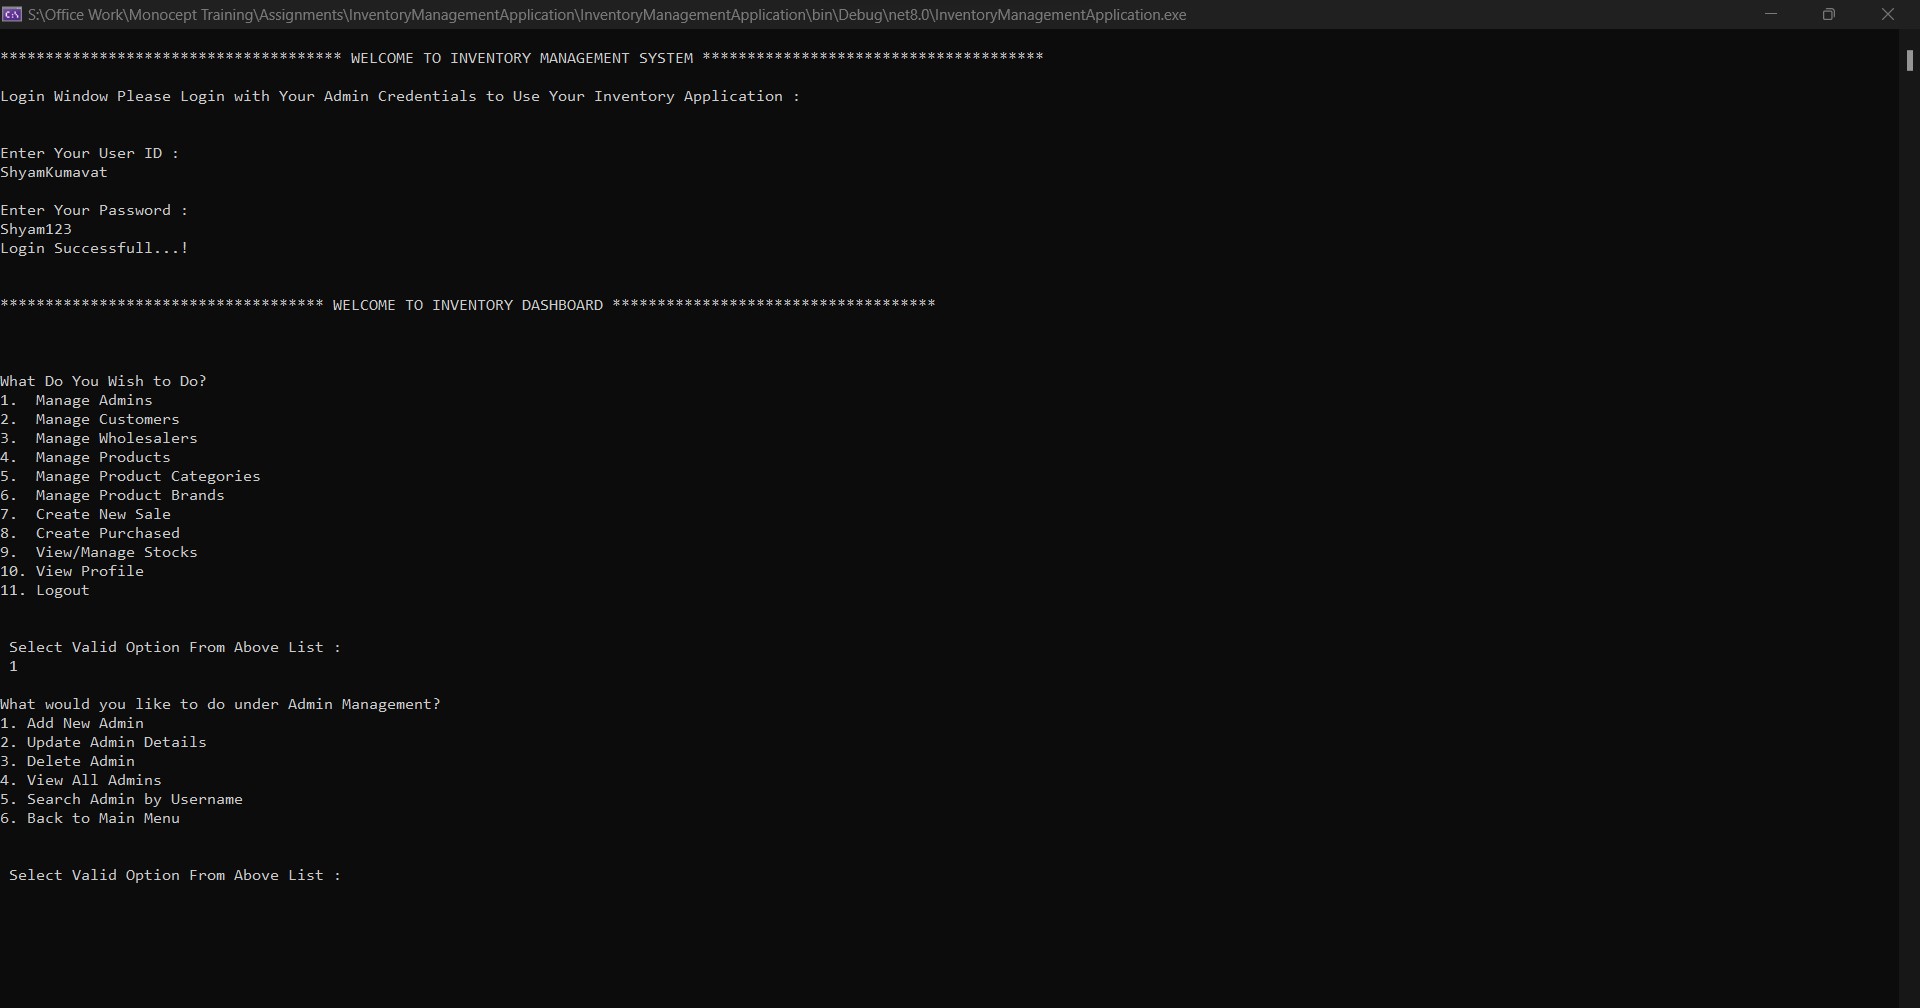 S:\Office Work\Monocept Training\Assignments\InventoryManagementApplication\InventoryManagementApplication\bin\Debug\net8.0\InventoryManagementApplication.exe
************************************** WELCOME TO INVENTORY MANAGEMENT SYSTEM **************************************
Login Window Please Login with Your Admin Credentials to Use Your Inventory Application :
Enter Your User ID :
ShyamKumavat
Enter Your Password :
Shyam123
Login Successfull...!
************************************ WELCOME TO INVENTORY DASHBOARD ************************************
What Do You Wish to Do?
1.  Manage Admins
2.  Manage Customers
3.  Manage Wholesalers
4.  Manage Products
5.  Manage Product Categories
6.  Manage Product Brands
7.  Create New Sale
8.  Create Purchased
9.  View/Manage Stocks
10. View Profile
11. Logout
Select Valid Option From Above List :
1
What would you like to do under Admin Management?
1. Add New Admin
2. Update Admin Details
3. Delete Admin
4. View All Admins
5. Search Admin by Username
6. Back to Main Menu
Select Valid Option From Above List :